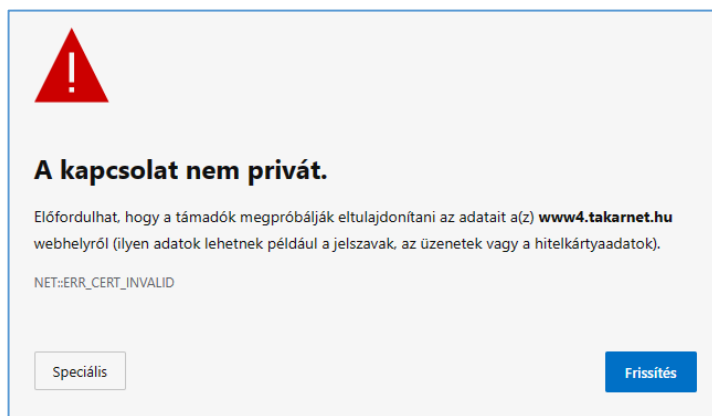 A kapcsolat nem privát.
Előfordulhat, hogy a támadók megpróbálják eltulajdonítani az adatait a(z) www4.takarnet.hu
webhelyről (ilyen adatok lehetnek például a jelszavak, az üzenetek vagy a hitelkártyaadatok).
NET::ERR_CERT_INVALID
Speciális
Frissítés